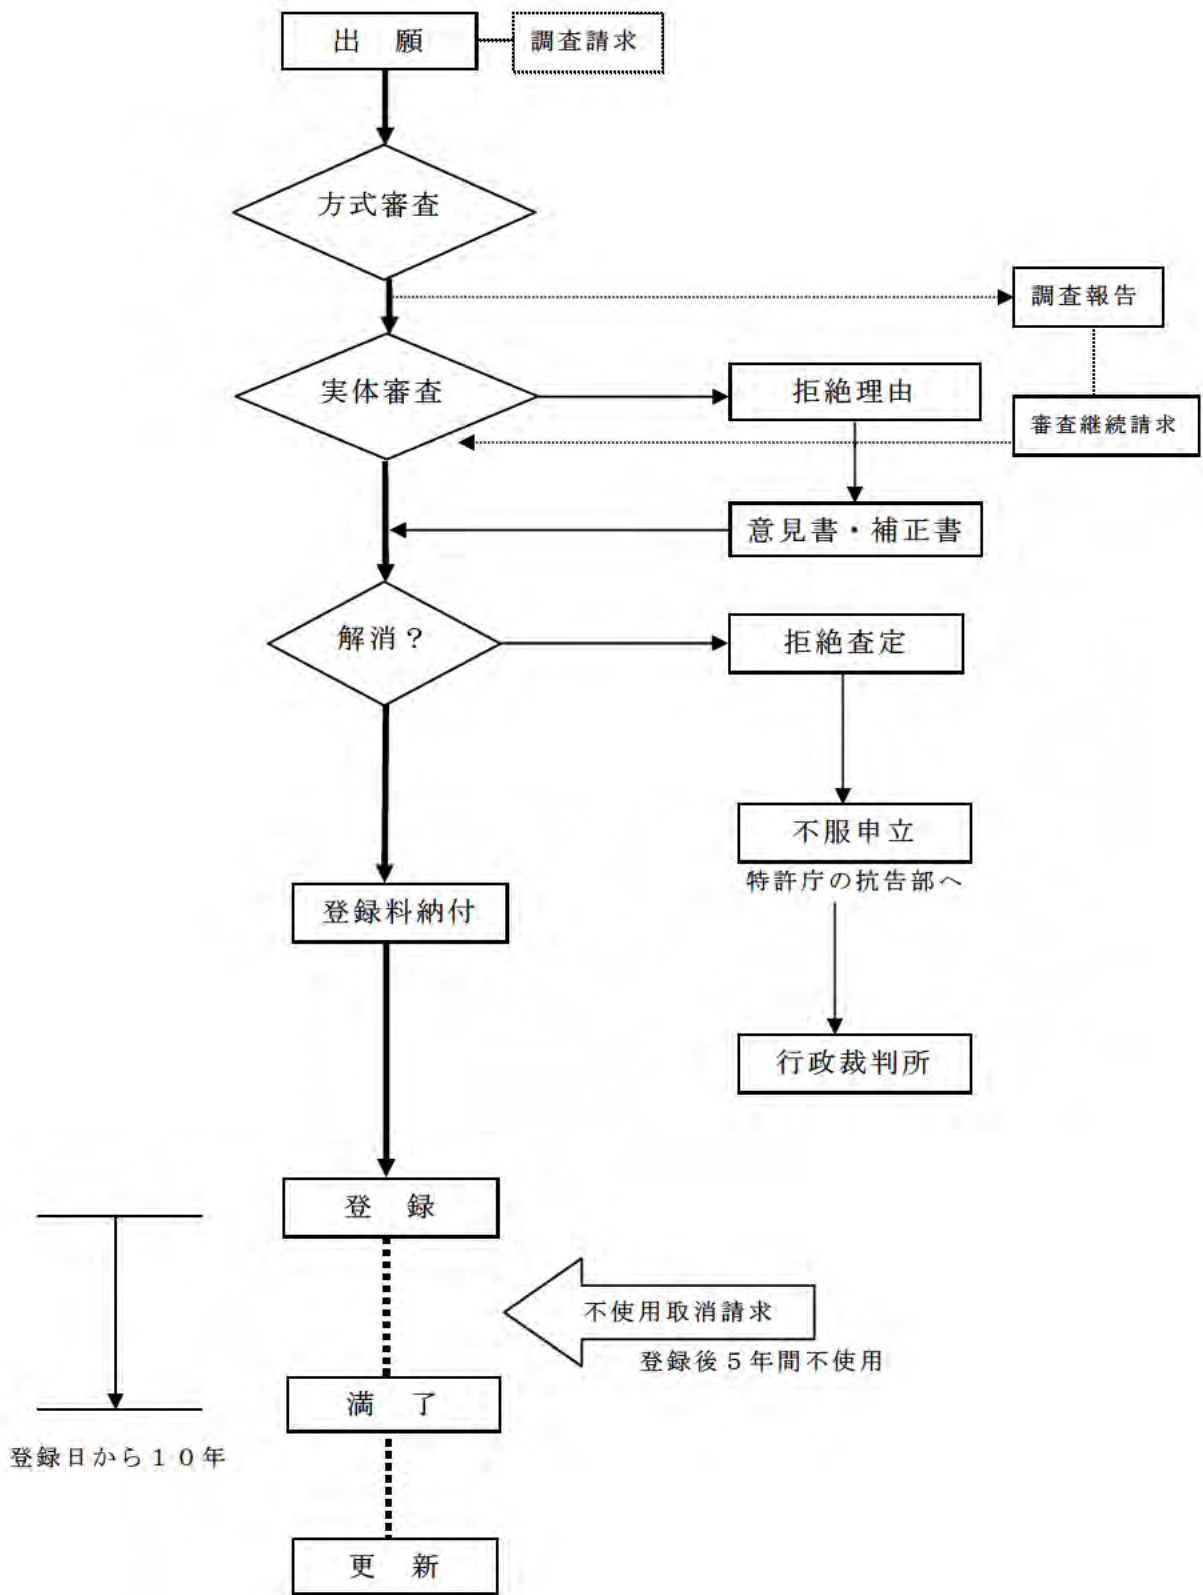 出　願
調査請求
方式審査
調査報告
実体審査
拒絶理由
審査継続請求
意見書・補正書
解消？
拒絶査定
不服申立
特許庁の抗告部へ
登録料納付
行政裁判所
登　録
不使用取消請求
登録後５年間不使用
満　了
登録日から１０年
更　新